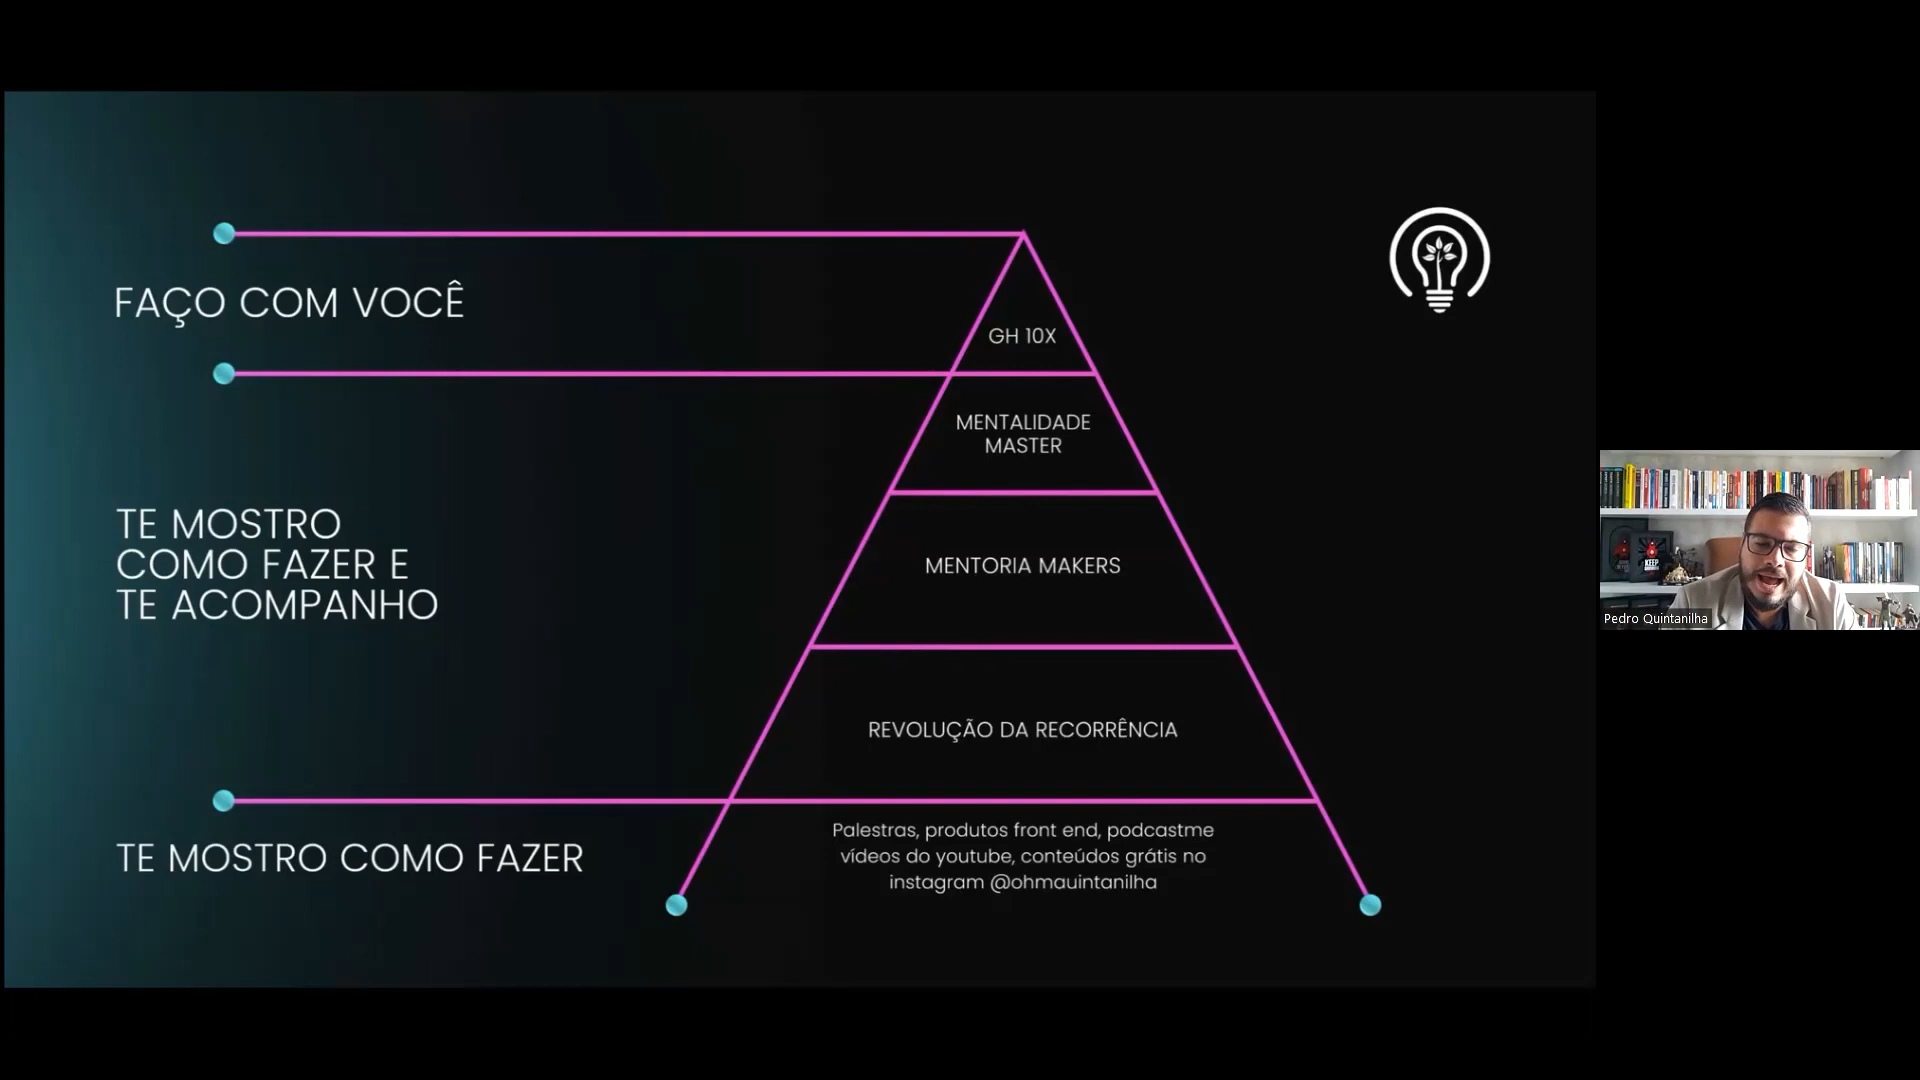 FAÇO COM VOCÊ
GH 10X
MENTALIDADE
MASTER
TE MOSTRO
COMO FAZER E
TE ACOMPANHO
MENTORIA MAKERS
REVOLUÇÃO DA RECORRÊNCIA
TE MOSTRO COMO FAZER
Palestras, produtos front end, podcastme
vídeos do youtube, conteúdos grátis no
instagram @ohmauintanilha
KEEP
Pedro Quintanilha